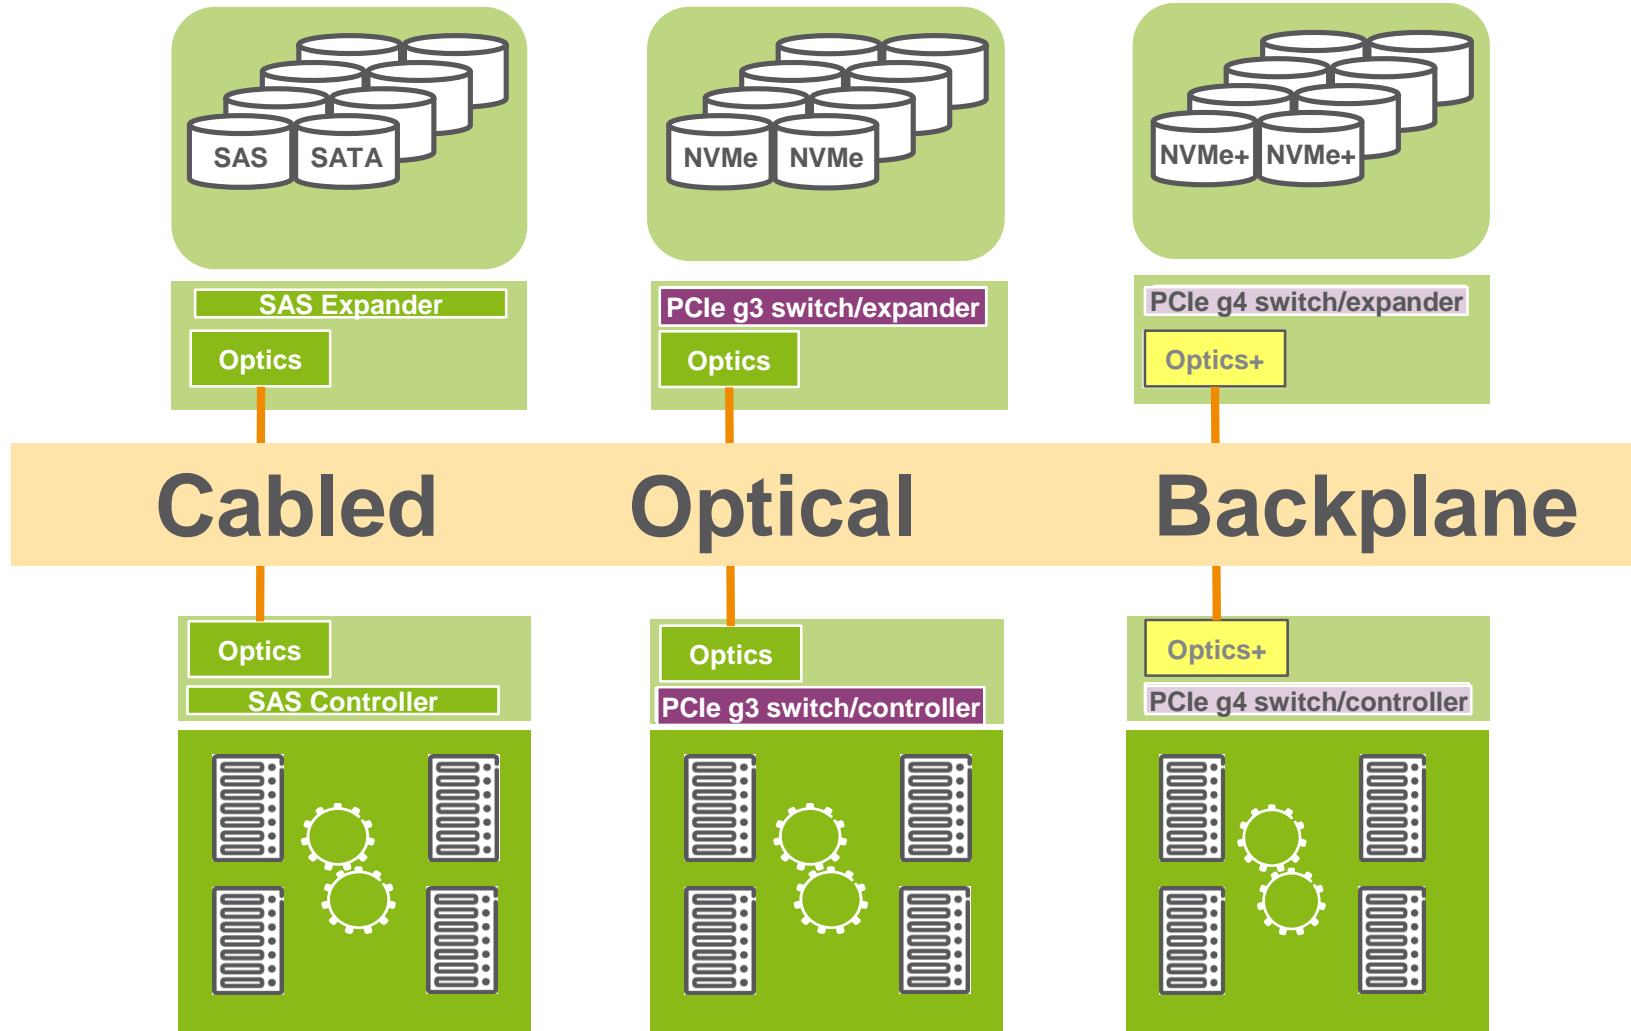 SAS SATA
NVMe NVMe
NVMe+ NVMe+
SAS Expander
PCIe g3 switch/expander
PCIe g4 switch/expander
Optics
Optics
Optics+
Cabled Optical Backplane
Optics
Optics
Optics+
SAS Controller
PCIe g3 switch/controller
PCIe g4 switch/controller